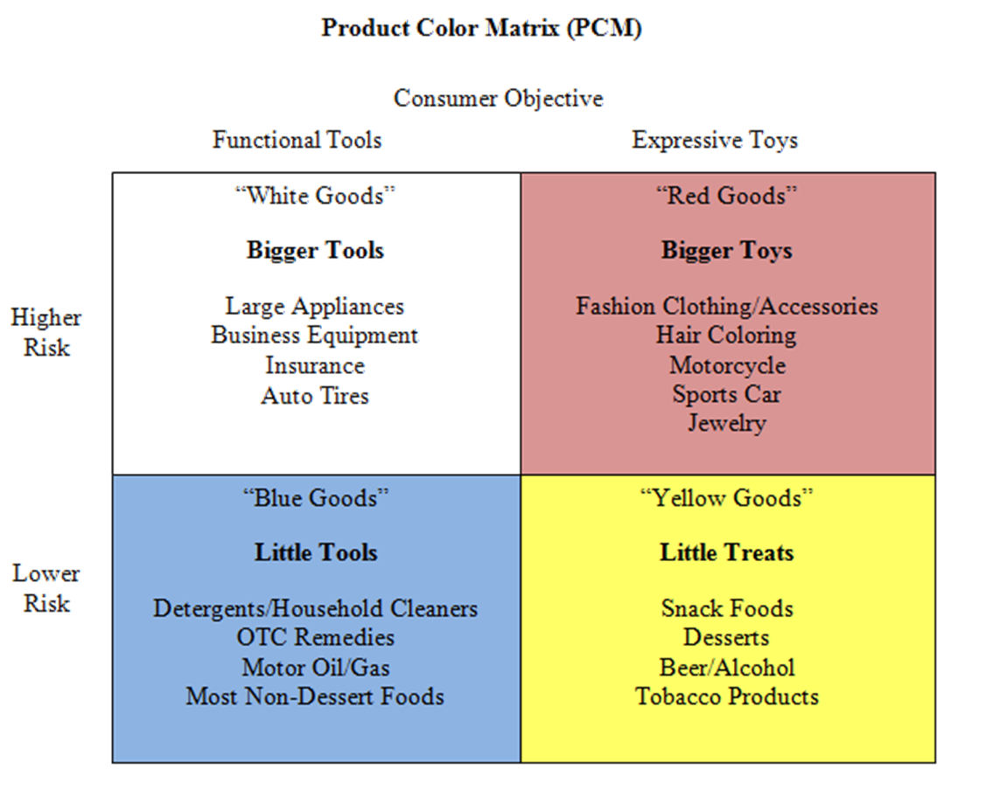 Product Color Matrix (PCM)
Consumer Objective
Functional Tools
Expressive Toys
Higher
Risk
“White Goods”
Bigger Tools
Large Appliances
Business Equipment
Insurance
Auto Tires
“Red Goods”
Bigger Toys
Fashion Clothing/Accessories
Hair Coloring
Motorcycle
Sports Car
Jewelry
Lower
Risk
“Blue Goods”
Little Tools
Detergents/Household Cleaners
OTC Remedies
Motor Oil/Gas
Most Non-Dessert Foods
“Yellow Goods”
Little Treats
Snack Foods
Desserts
Beer/Alcohol
Tobacco Products